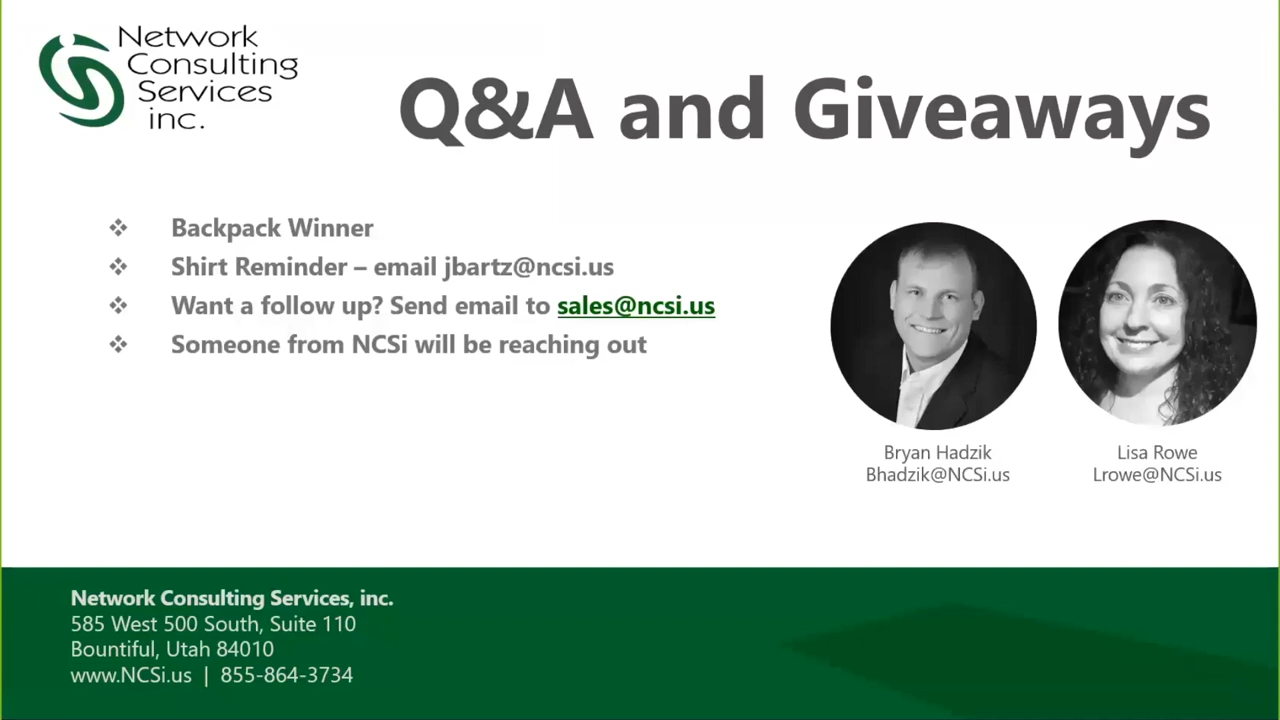 Network
Consulting
Services
inc.
Q&A and Giveaways
❖ Backpack Winner
❖ Shirt Reminder – email jbartz@ncsi.us
❖ Want a follow up? Send email to sales@ncsi.us
❖ Someone from NCSi will be reaching out
Bryan Hadzik
Bhadzik@NCSi.us
Lisa Rowe
Lrowe@NCSi.us
Network Consulting Services, inc.
585 West 500 South, Suite 110
Bountiful, Utah 84010
www.NCSi.us | 855-864-3734